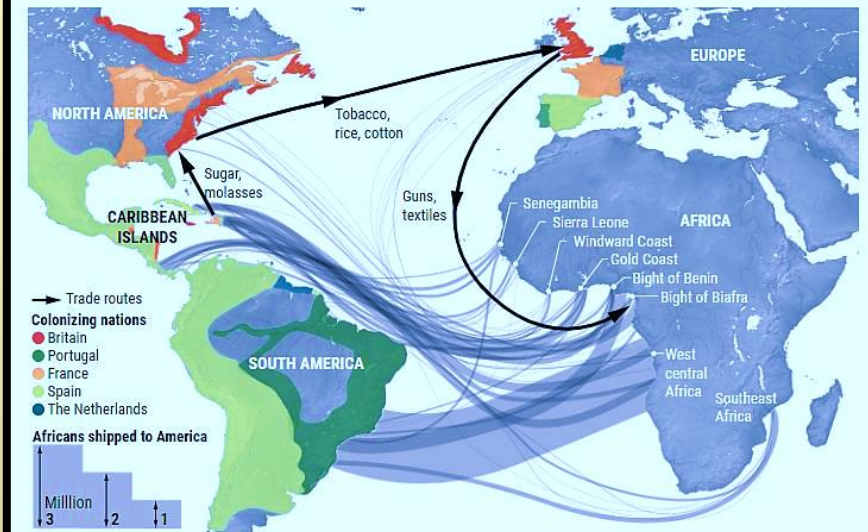 EUROPE
NORTH AMERICA
Tobacco,
rice, cotton
Sugar,
molasses
Guns,
textiles
CARIBBEAN
ISLANDS
AFRICA
Senegambia
Sierra Leone
Windward Coast
Gold Coast
Bight of Benin
Bight of Biafra
West
central
Africa
Southeast
Africa
SOUTH AMERICA
Trade routes
Colonizing nations
Britain
Portugal
France
Spain
The Netherlands
Africans shipped to America
Milllion
3 2 1